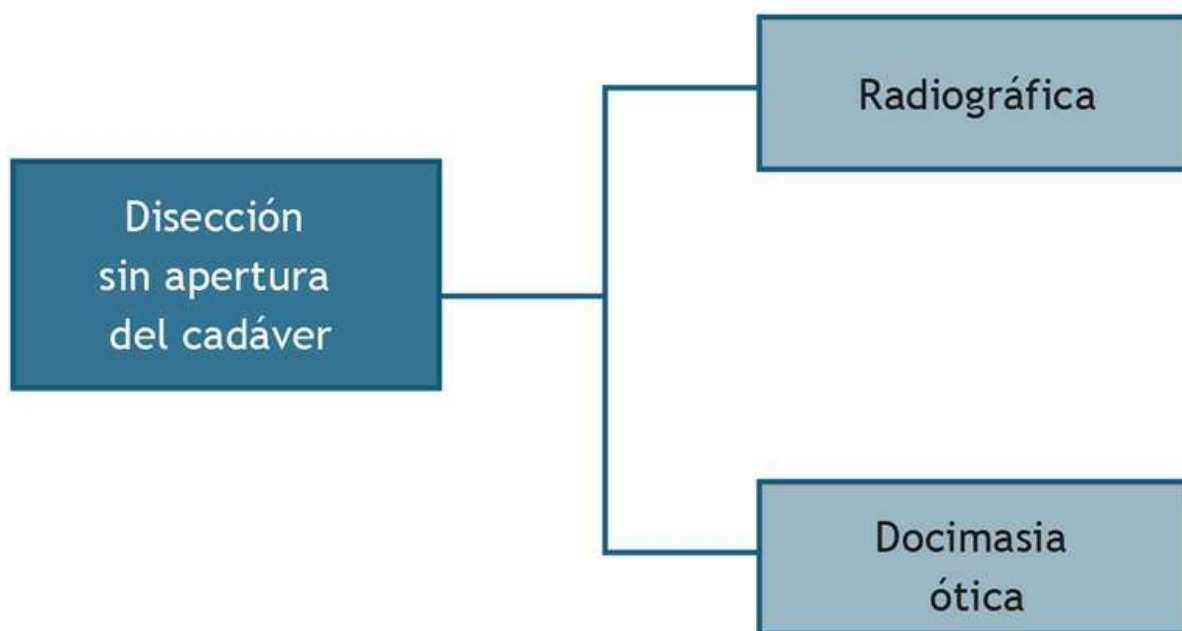 Disección
sin apertura
del cadáver
Radiográfica
Docimasia
ótica